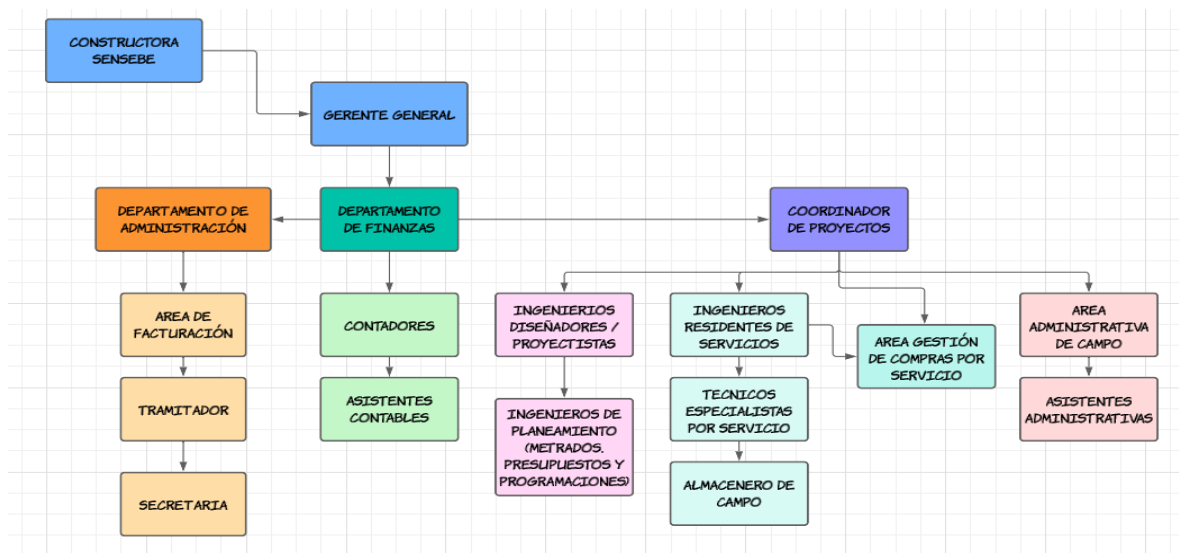 CONSTRUCTORA
SENSEBE
GERENTE GENERAL
DEPARTAMENTO DE
ADMINISTRACIÓN
DEPARTAMENTO
DE FINANZAS
COORDINADOR
DE PROYECTOS
AREA DE
FACTURACIÓN
CONTADORES
INGENIERIOS
DISEÑADORES /
PROYECTISTAS
INGENIEROS
RESIDENTES DE
SERVICIOS
AREA GESTIÓN
DE COMPRAS POR
SERVICIO
AREA
ADMINISTRATIVA
DE CAMPO
TRAMITADOR
ASISTENTES
CONTABLES
INGENIEROS DE
PLANEAMIENTO
(METRADOS.
PRESUPUESTOS Y
PROGRAMACIONES)
TECNICOS
ESPECIALISTAS
POR SERVICIO
ASISTENTES
ADMINISTRATIVAS
SECRETARIA
ALMACENERO DE
CAMPO